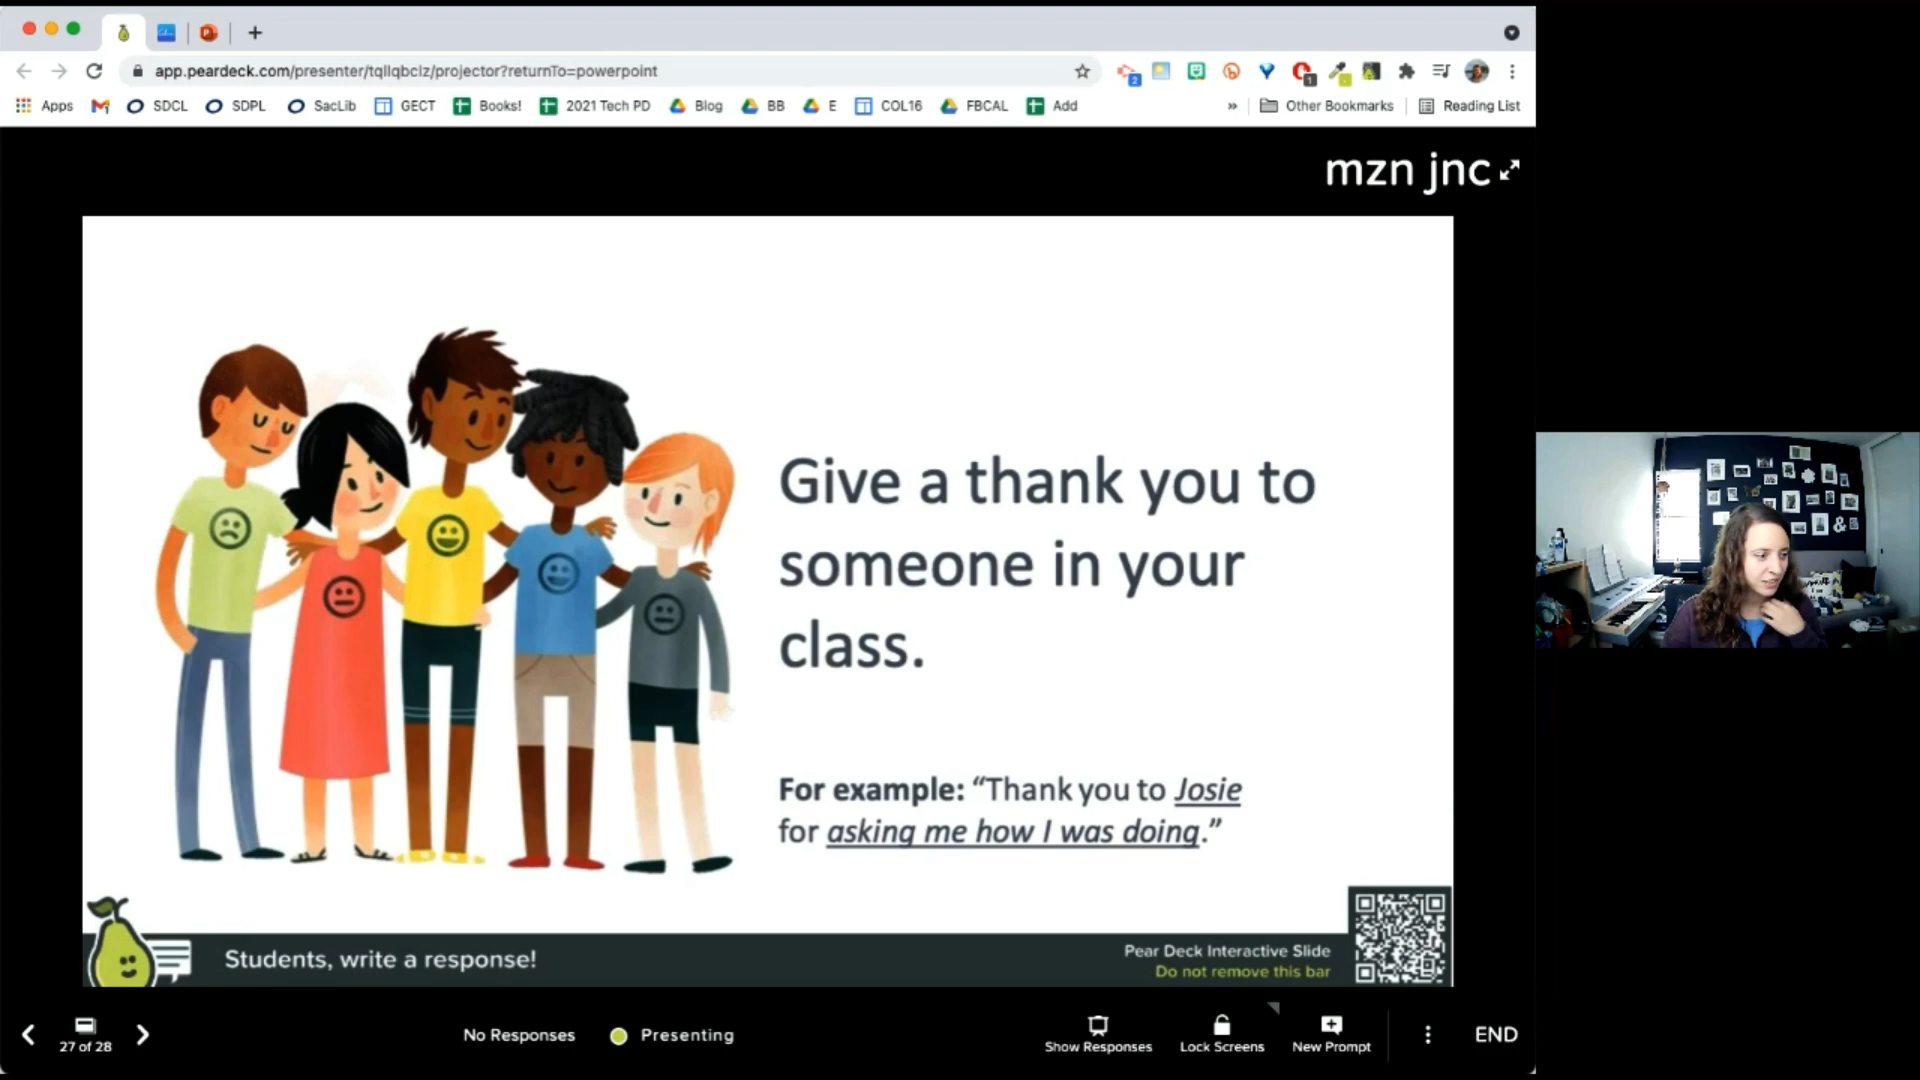 app.peardeck.com/presenter/tqllqbclz/projector?returnTo=powerpoint
Apps SDCL SDPL SacLib GECT Books! 2021 Tech PD Blog BB E COL16 FBCAL Add » Other Bookmarks Reading List
mzn jnc
Give a thank you to
someone in your
class.
For example: “Thank you to Josie
for asking me how I was doing.”
Students, write a response!
Pear Deck Interactive Slide
Do not remove this bar
27 of 28
No Responses
Presenting
Show Responses
Lock Screens
New Prompt
END